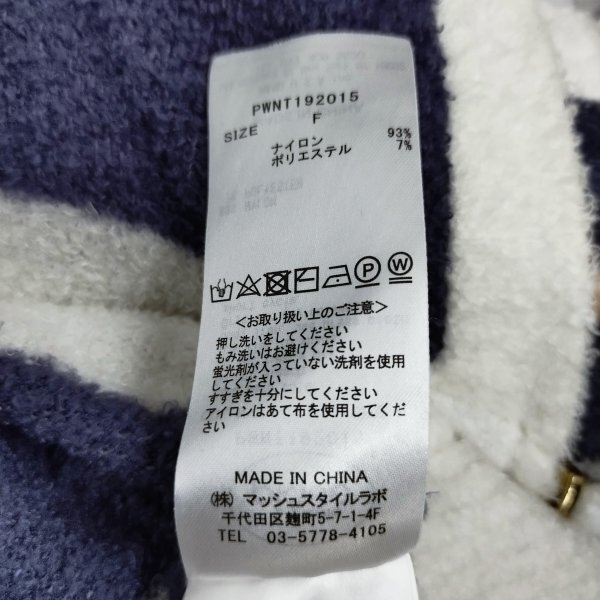 PWNT192015
SIZE F
ナイロン 93%
ポリエステル 7%
P W
<お取り扱い上のご注意>
押し洗いをしてください
もみ洗いはお避けください
蛍光剤が入っていない洗剤を使用
してください
すすぎを十分にしてください
アイロンはあて布を使用してくだ
さい
MADE IN CHINA
(株) マッシュスタイルラボ
千代田区麹町5-7-1-4F
TEL 03-5778-4105